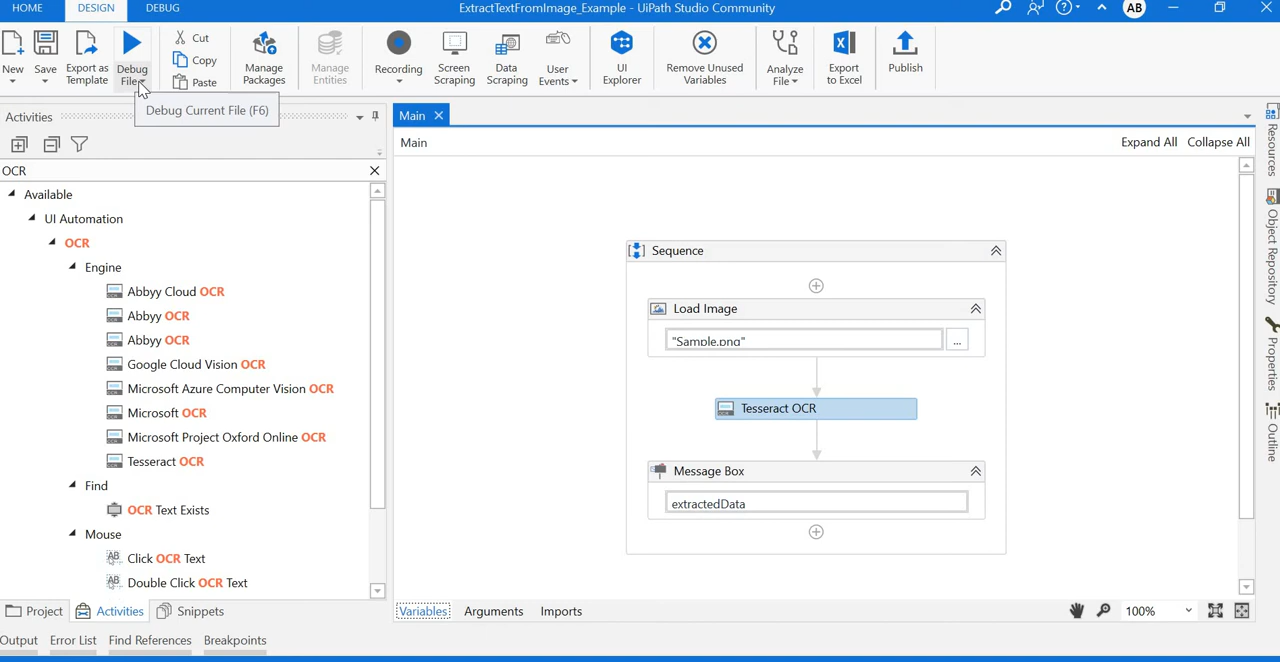 HOME DESIGN DEBUG ExtractTextFromImage_Example - UiPath Studio Community AB
New Save Export as Template Debug File Cut Copy Paste Manage Packages Manage Entities Recording Screen Scraping Data Scraping User Events UI Explorer Remove Unused Variables Analyze File Export to Excel Publish
Debug Current File (F6)
Activities
OCR
Available
UI Automation
OCR
Engine
Abbyy Cloud OCR
Abbyy OCR
Abbyy OCR
Google Cloud Vision OCR
Microsoft Azure Computer Vision OCR
Microsoft OCR
Microsoft Project Oxford Online OCR
Tesseract OCR
Find
OCR Text Exists
Mouse
Click OCR Text
Double Click OCR Text
Project Activities Snippets
Main
Main Expand All Collapse All
Sequence
Load Image
"Sample.png"
...
Tesseract OCR
Message Box
extractedData
Variables Arguments Imports 100%
Resources
Object Repository
Properties
Outline
Output Error List Find References Breakpoints